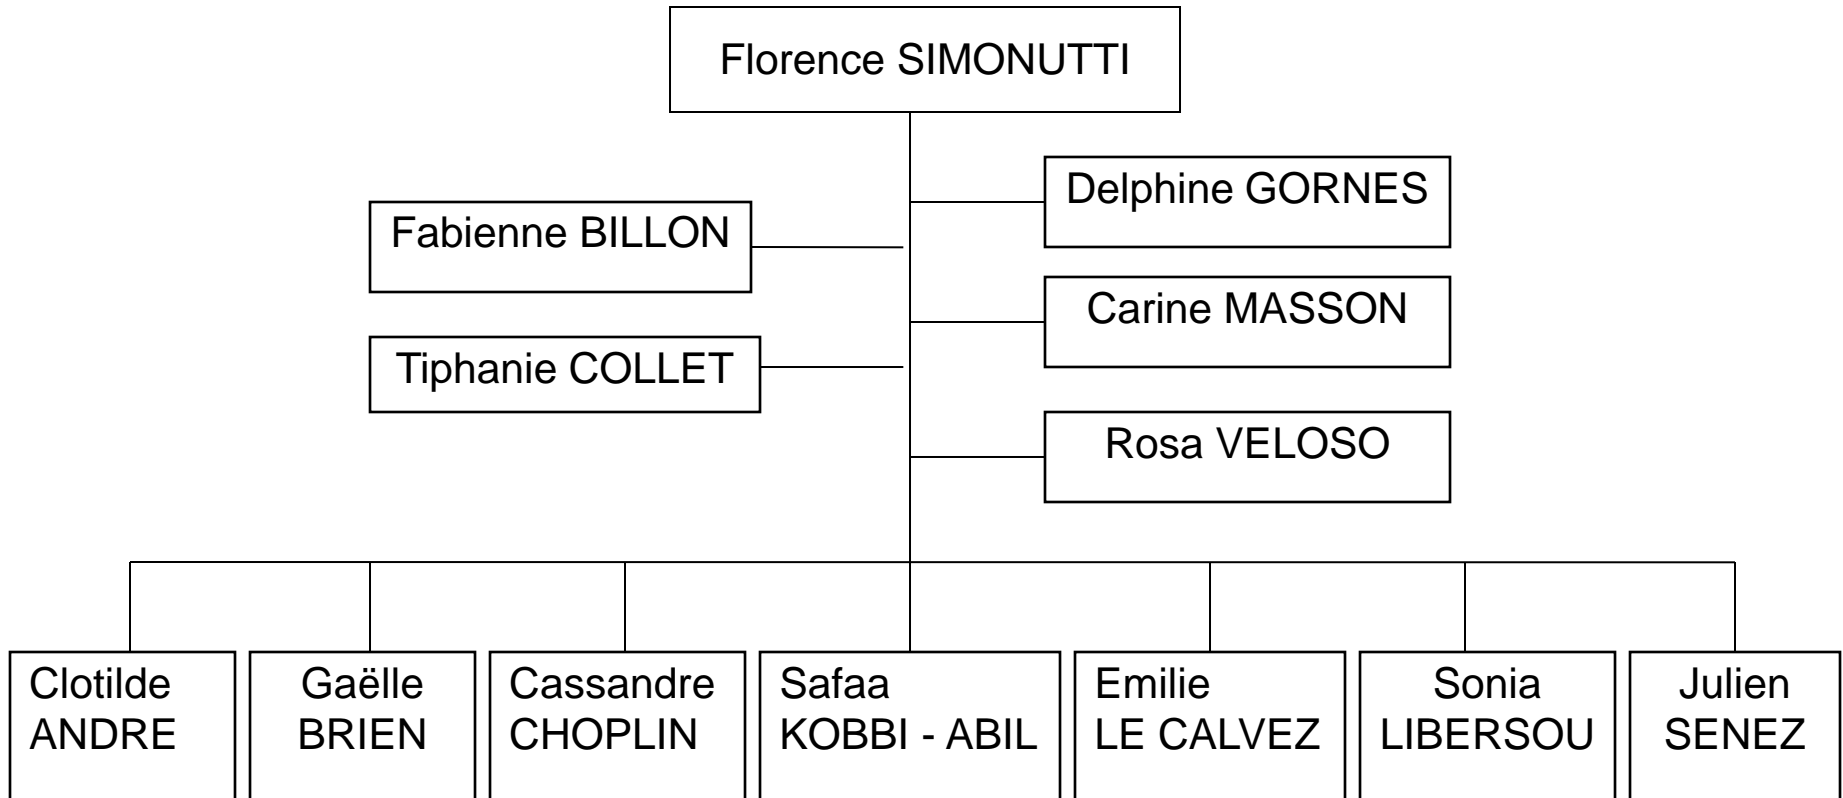 Florence SIMONUTTI
Delphine GORNES
Fabienne BILLON
Carine MASSON
Tiphanie COLLET
Rosa VELOSO
Clotilde
ANDRE
Gaëlle
BRIEN
Cassandre
CHOPLIN
Safaa
KOBBI - ABIL
Emilie
LE CALVEZ
Sonia
LIBERSOU
Julien
SENEZ